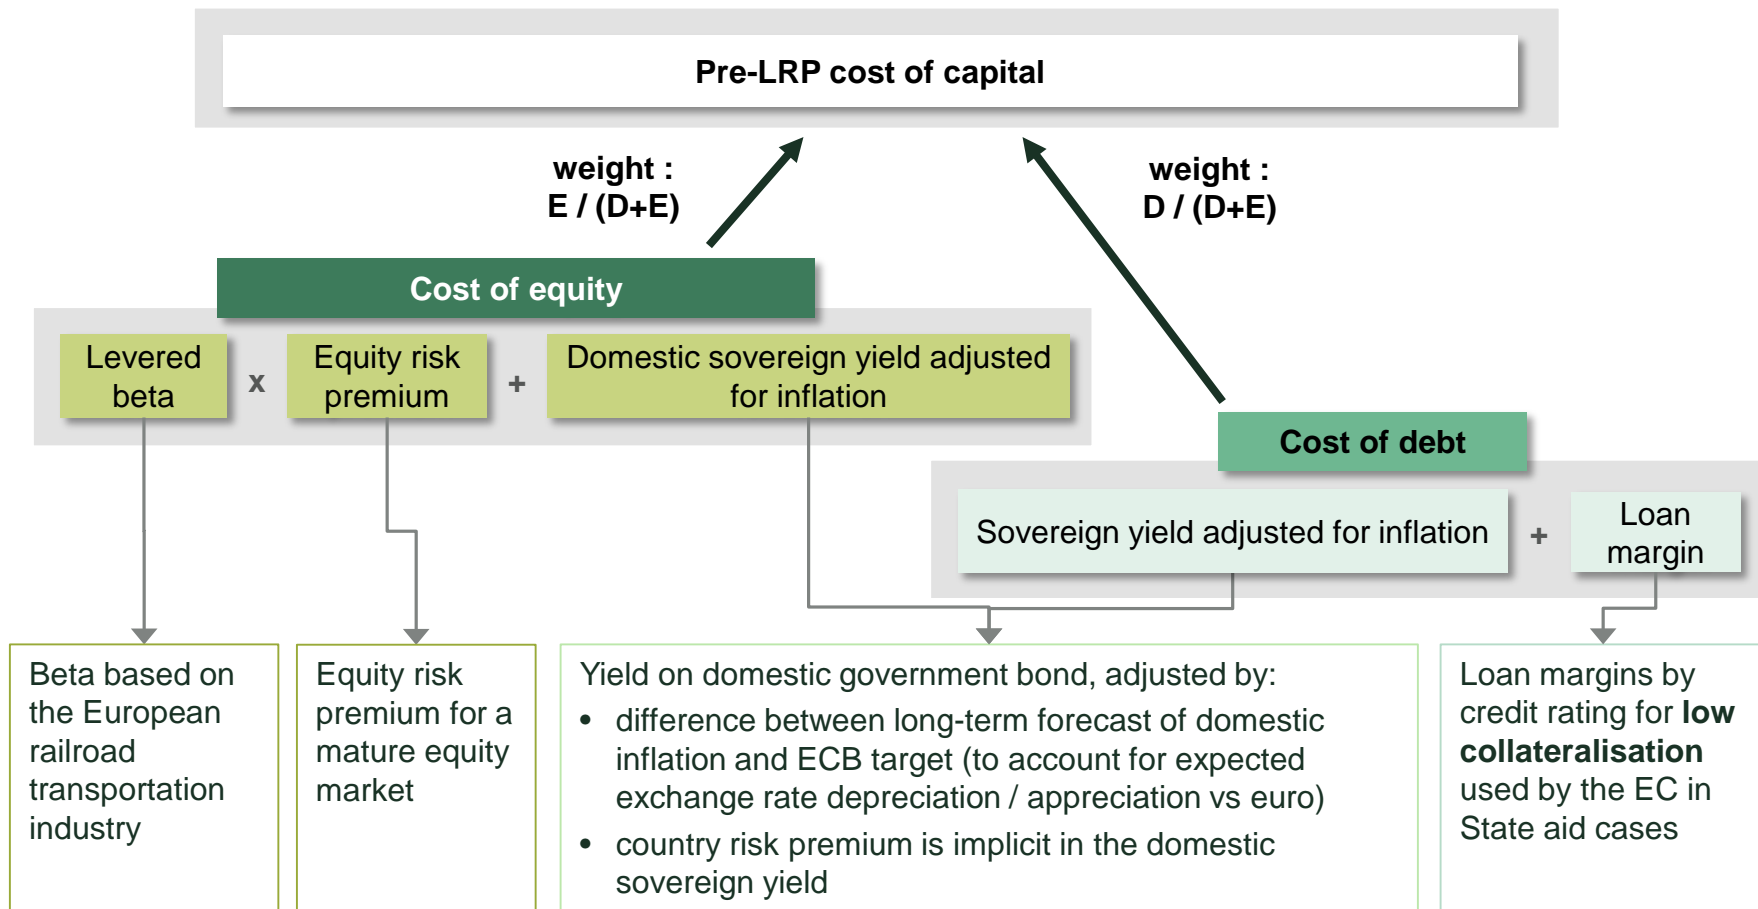 Pre-LRP cost of capital
weight :
E / (D+E)
weight :
D / (D+E)
Cost of equity
Levered
beta
x
Equity risk
premium
+
Domestic sovereign yield adjusted
for inflation
Cost of debt
Sovereign yield adjusted for inflation
+
Loan
margin
Beta based on
the European
railroad
transportation
industry
Equity risk
premium for a
mature equity
market
Yield on domestic government bond, adjusted by:
• difference between long-term forecast of domestic
inflation and ECB target (to account for expected
exchange rate depreciation / appreciation vs euro)
• country risk premium is implicit in the domestic
sovereign yield
Loan margins by
credit rating for low
collateralisation
used by the EC in
State aid cases